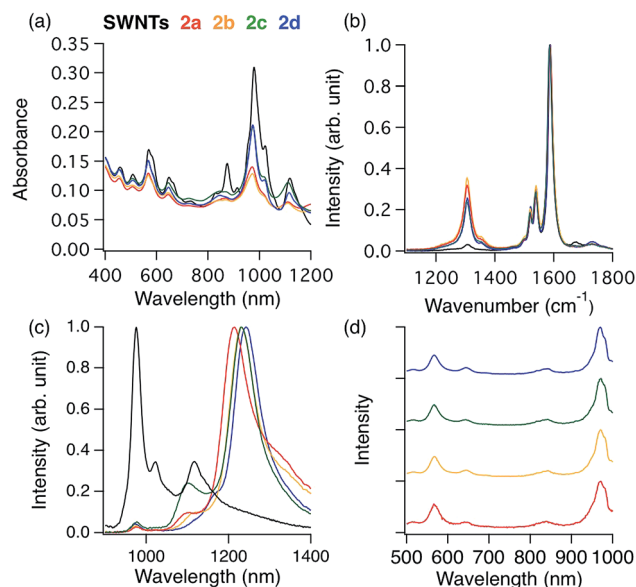 SWNTs 2a 2b 2c 2d
(a)
0.35
0.30
0.25
0.20
0.15
0.10
0.05
0.00
Absorbance
400 600 800 1000 1200
Wavelength (nm)
(b)
1.0
0.8
0.6
0.4
0.2
0.0
Intensity (arb. unit)
1200 1400 1600 1800
Wavenumber (cm⁻¹)
(c)
1.0
0.8
0.6
0.4
0.2
0.0
Intensity (arb. unit)
1000 1200 1400
Wavelength (nm)
(d)
Intensity
500 600 700 800 900 1000
Wavelength (nm)